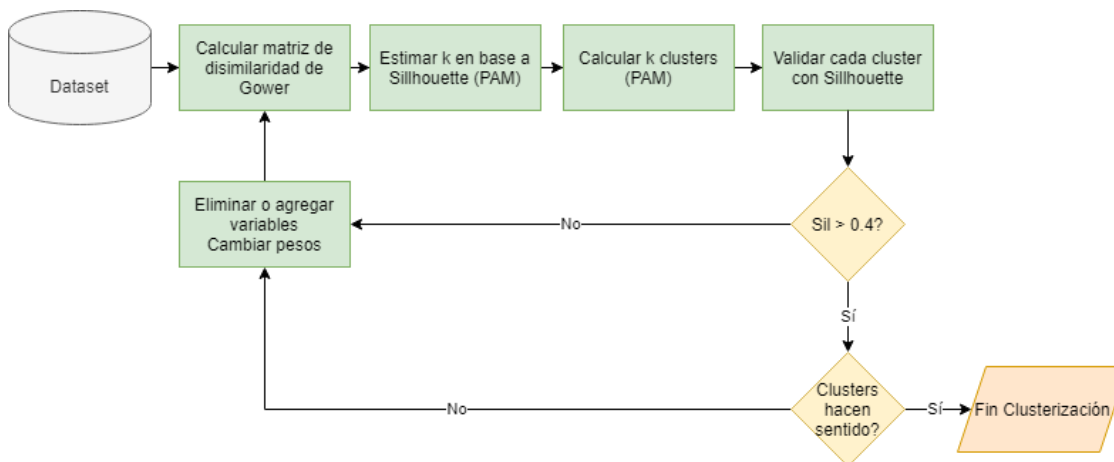 Dataset
Calcular matriz de
disimilaridad de
Gower
Estimar k en base a
Sillhouette (PAM)
Calcular k clusters
(PAM)
Validar cada cluster
con Sillhouette
Eliminar o agregar
variables
Cambiar pesos
No
Sil > 0.4?
Sí
No
Clusters
hacen
sentido?
Sí
Fin Clusterización